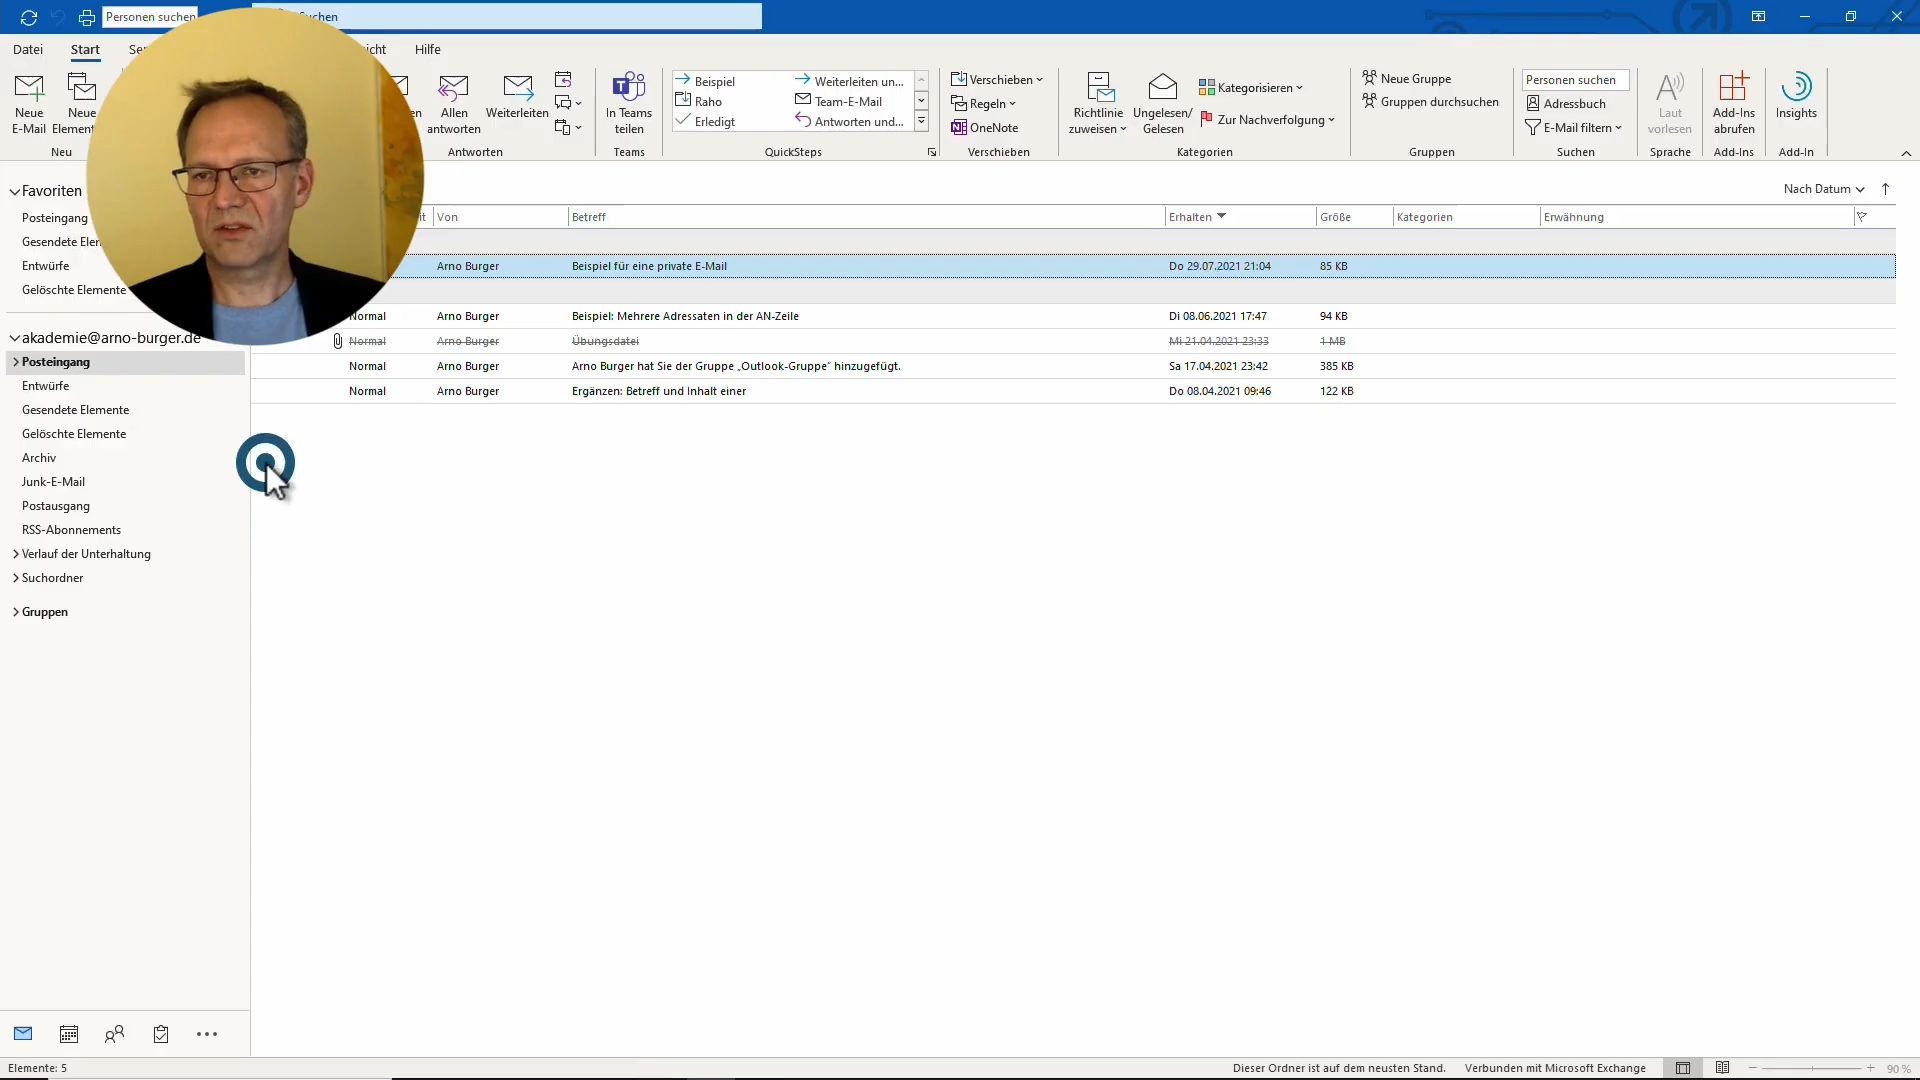 Personen suchen
Suchen
Datei
Start
Hilfe
Neue E-Mail
Neue
Allen antworten
Weiterleiten
In Teams teilen
Beispiel
Raho
Erledigt
Weiterleiten un...
Team-E-Mail
Antworten und...
Verschieben
Regeln
OneNote
Richtlinie zuweisen
Ungelesen/ Gelesen
Kategorisieren
Zur Nachverfolgung
Neue Gruppe
Gruppen durchsuchen
Personen suchen
Adressbuch
E-Mail filtern
Laut vorlesen
Add-Ins abrufen
Insights
Neu
Antworten
Teams
QuickSteps
Verschieben
Kategorien
Gruppen
Suchen
Sprache
Add-Ins
Add-In
Favoriten
Posteingang
Gesendete
Entwürfe
Gelöschte Elemente
akademie@arno-burger.de
Posteingang
Entwürfe
Gesendete Elemente
Gelöschte Elemente
Archiv
Junk-E-Mail
Postausgang
RSS-Abonnements
Verlauf der Unterhaltung
Suchordner
Gruppen
Nach Datum
Von Betreff Erhalten Größe Kategorien Erwähnung
Arno Burger Beispiel für eine private E-Mail Do 29.07.2021 21:04 85 KB
Normal Arno Burger Beispiel: Mehrere Adressaten in der AN-Zeile Di 08.06.2021 17:47 94 KB
Normal Arno Burger Übungsdatei Mi 21.04.2021 23:33 1 MB
Normal Arno Burger Arno Burger hat Sie der Gruppe „Outlook-Gruppe“ hinzugefügt. Sa 17.04.2021 23:42 385 KB
Normal Arno Burger Ergänzen: Betreff und Inhalt einer Do 08.04.2021 09:46 122 KB
Elemente: 5
Dieser Ordner ist auf dem neusten Stand.
Verbunden mit Microsoft Exchange
90 %